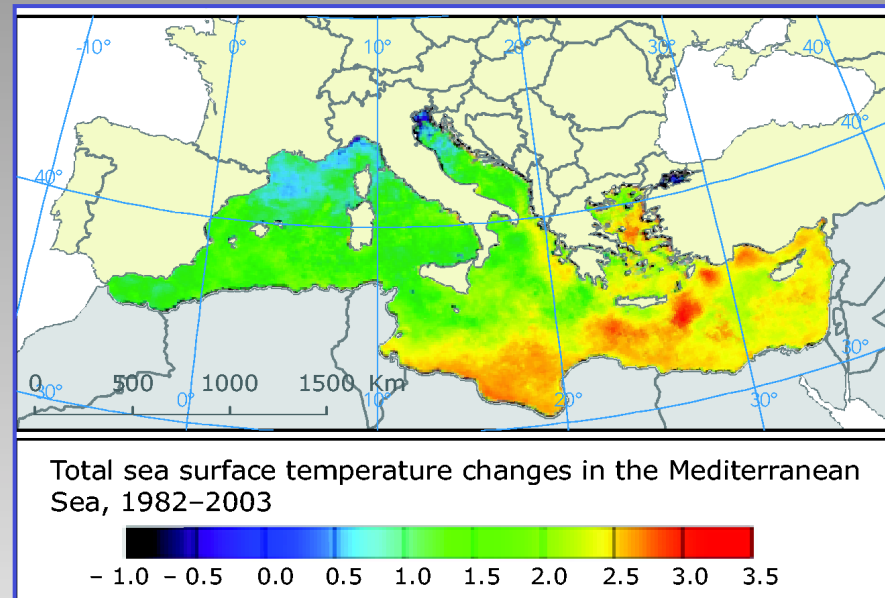 -10° 0° 10° 20° 30° 40°
40°
40°
0 500 1000 1500 Km
30° 0° 10° 20° 30° 30°
Total sea surface temperature changes in the Mediterranean
Sea, 1982–2003
– 1.0 – 0.5 0.0 0.5 1.0 1.5 2.0 2.5 3.0 3.5